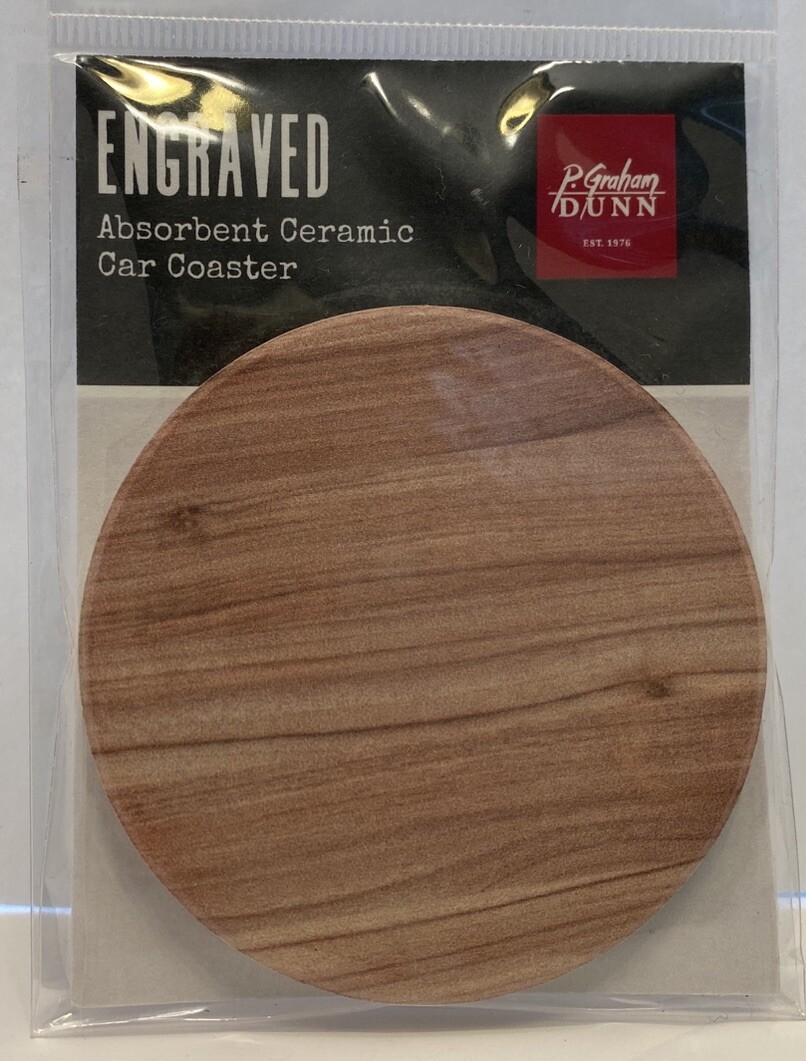 ENGRAVED
Absorbent Ceramic
Car Coaster
P. Graham
DUNN
EST. 1976